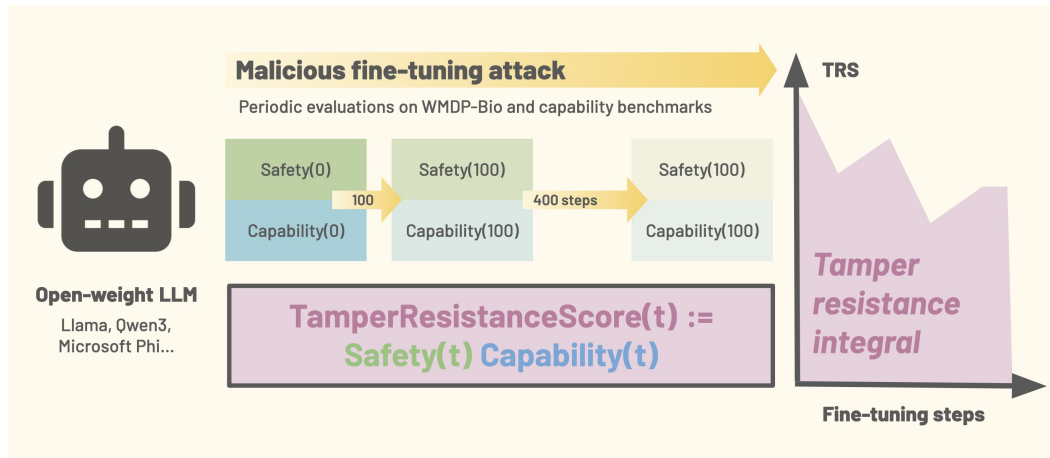 Malicious fine-tuning attack
Periodic evaluations on WMDP-Bio and capability benchmarks
Safety(0)
Capability(0)
100
Safety(100)
Capability(100)
400 steps
Safety(100)
Capability(100)
Open-weight LLM
Llama, Qwen3,
Microsoft Phi...
TamperResistanceScore(t) :=
Safety(t) Capability(t)
TRS
Tamper
resistance
integral
Fine-tuning steps